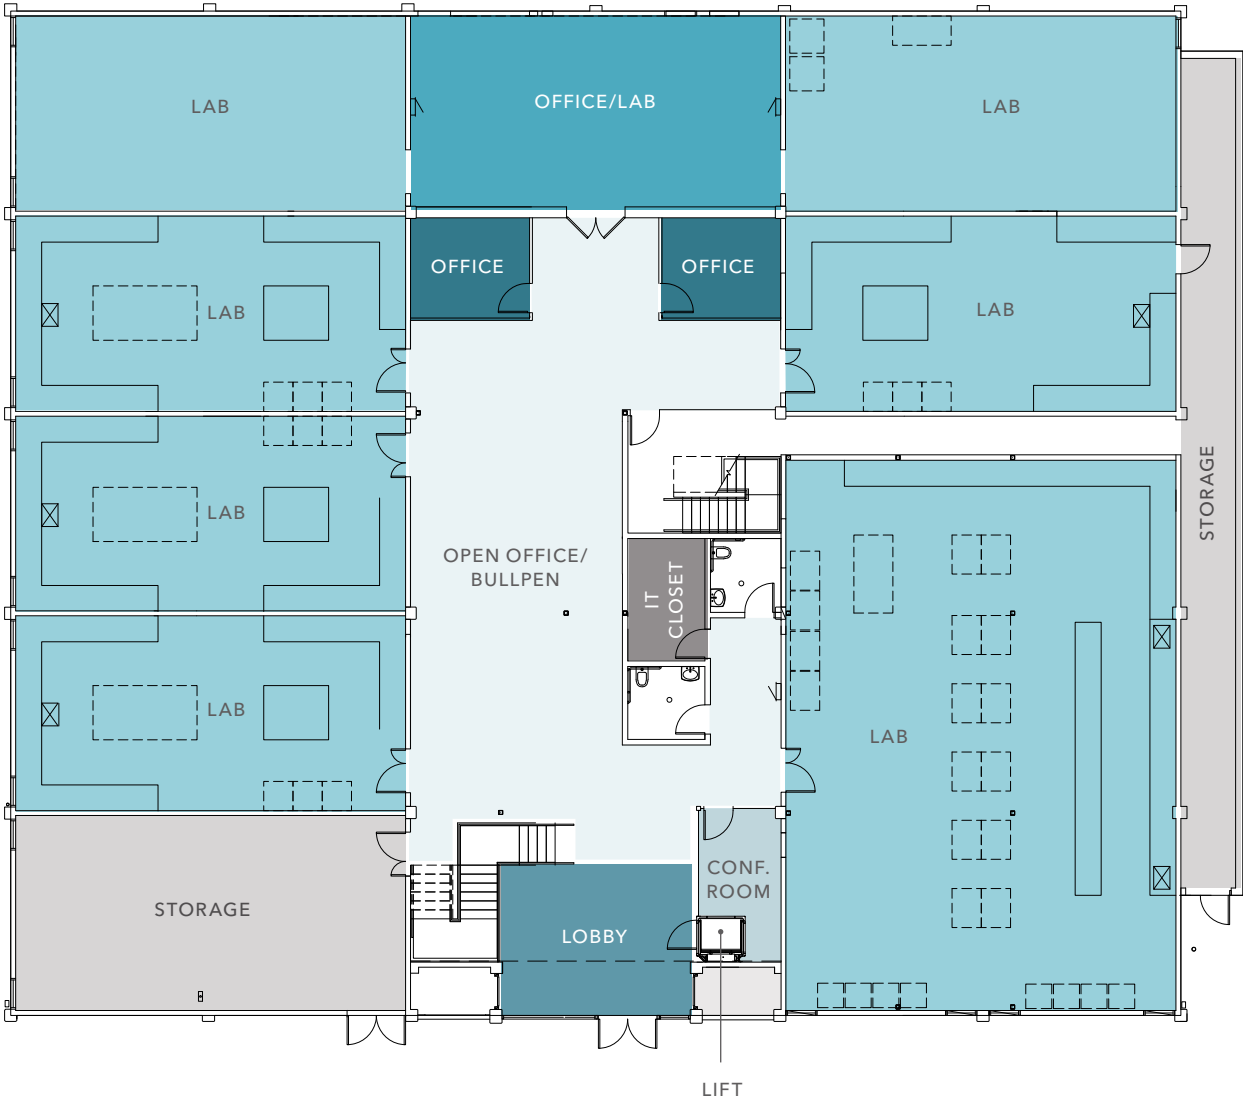 LAB
OFFICE/LAB
LAB
OFFICE
OFFICE
LAB
LAB
STORAGE
LAB
OPEN OFFICE/
BULLPEN
IT
CLOSET
LAB
LAB
CONF.
ROOM
STORAGE
LOBBY
LIFT